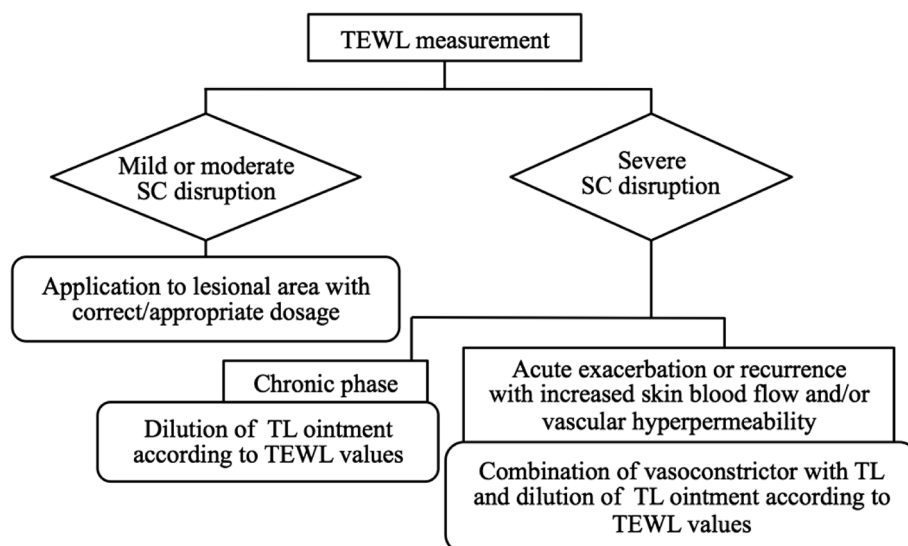 TEWL measurement
Mild or moderate
SC disruption
Severe
SC disruption
Application to lesional area with
correct/appropriate dosage
Chronic phase
Dilution of TL ointment
according to TEWL values
Acute exacerbation or recurrence
with increased skin blood flow and/or
vascular hyperpermeability
Combination of vasoconstrictor with TL
and dilution of TL ointment according to
TEWL values